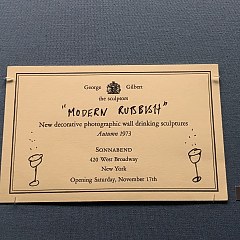 George Gilbert
the sculptors
"MODERN RUBBISH"
New decorative photographic wall drinking sculptures
Autumn 1973
SONNABEND
420 West Broadway
New York
Opening Saturday, November 17th